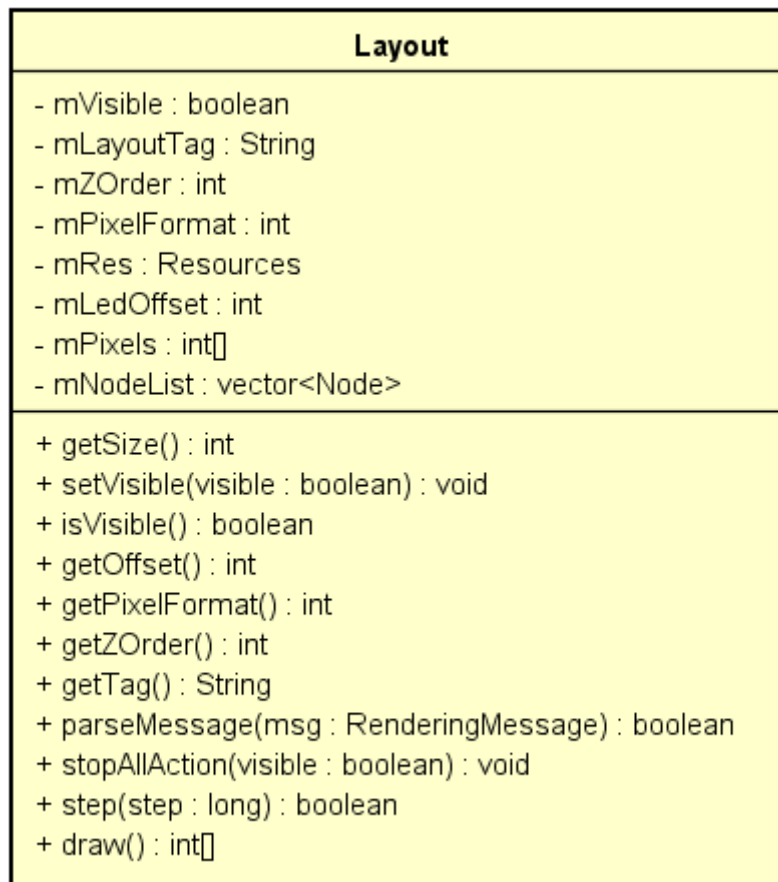 Layout
- mVisible : boolean
- mLayoutTag : String
- mZOrder : int
- mPixelFormat : int
- mRes : Resources
- mLedOffset : int
- mPixels : int[]
- mNodeList : vector<Node>
+ getSize() : int
+ setVisible(visible : boolean) : void
+ isVisible() : boolean
+ getOffset() : int
+ getPixelFormat() : int
+ getZOrder() : int
+ getTag() : String
+ parseMessage(msg : RenderingMessage) : boolean
+ stopAllAction(visible : boolean) : void
+ step(step : long) : boolean
+ draw() : int[]